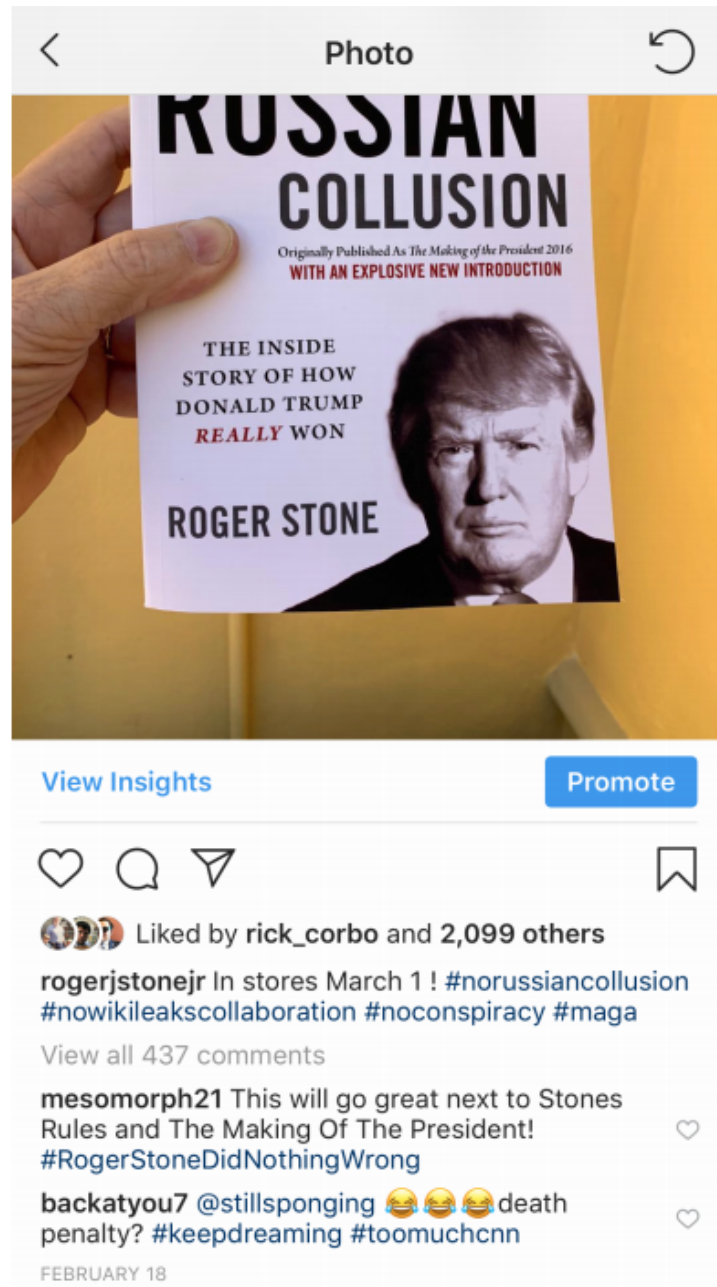 Photo
RUSSIAN
COLLUSION
Originally Published As The Making of the President 2016
WITH AN EXPLOSIVE NEW INTRODUCTION
THE INSIDE
STORY OF HOW
DONALD TRUMP
REALLY WON
ROGER STONE
View Insights
Promote
Liked by rick_corbo and 2,099 others
rogerjstonejr In stores March 1 ! #norussiancollusion
#nowikileakscollaboration #noconspiracy #maga
View all 437 comments
mesomorph21 This will go great next to Stones
Rules and The Making Of The President!
#RogerStoneDidNothingWrong
backatyou7 @stillsponging 😂😂😂death
penalty? #keepdreaming #toomuchcnn
FEBRUARY 18